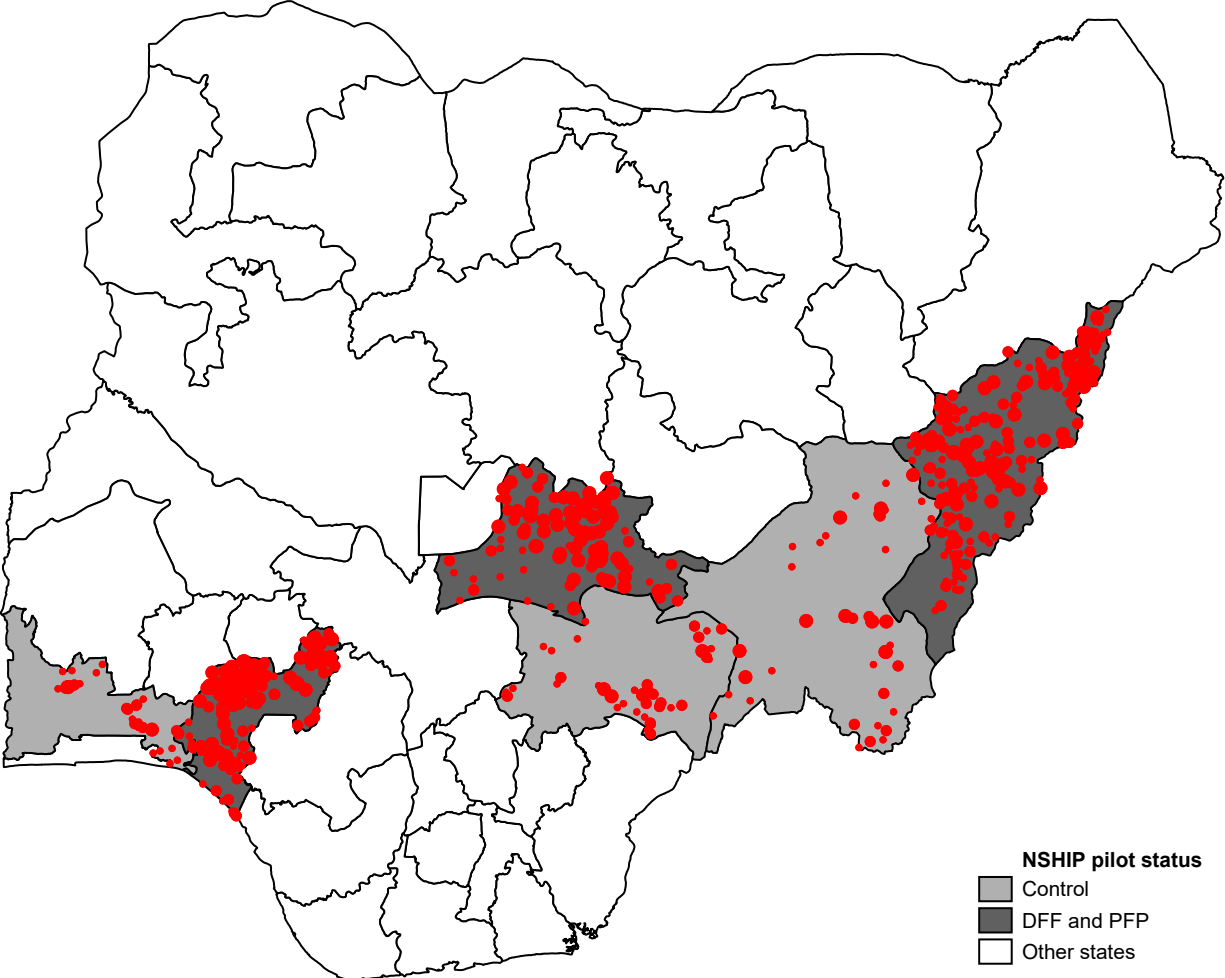 NSHIP pilot status
Control
DFF and PFP
Other states